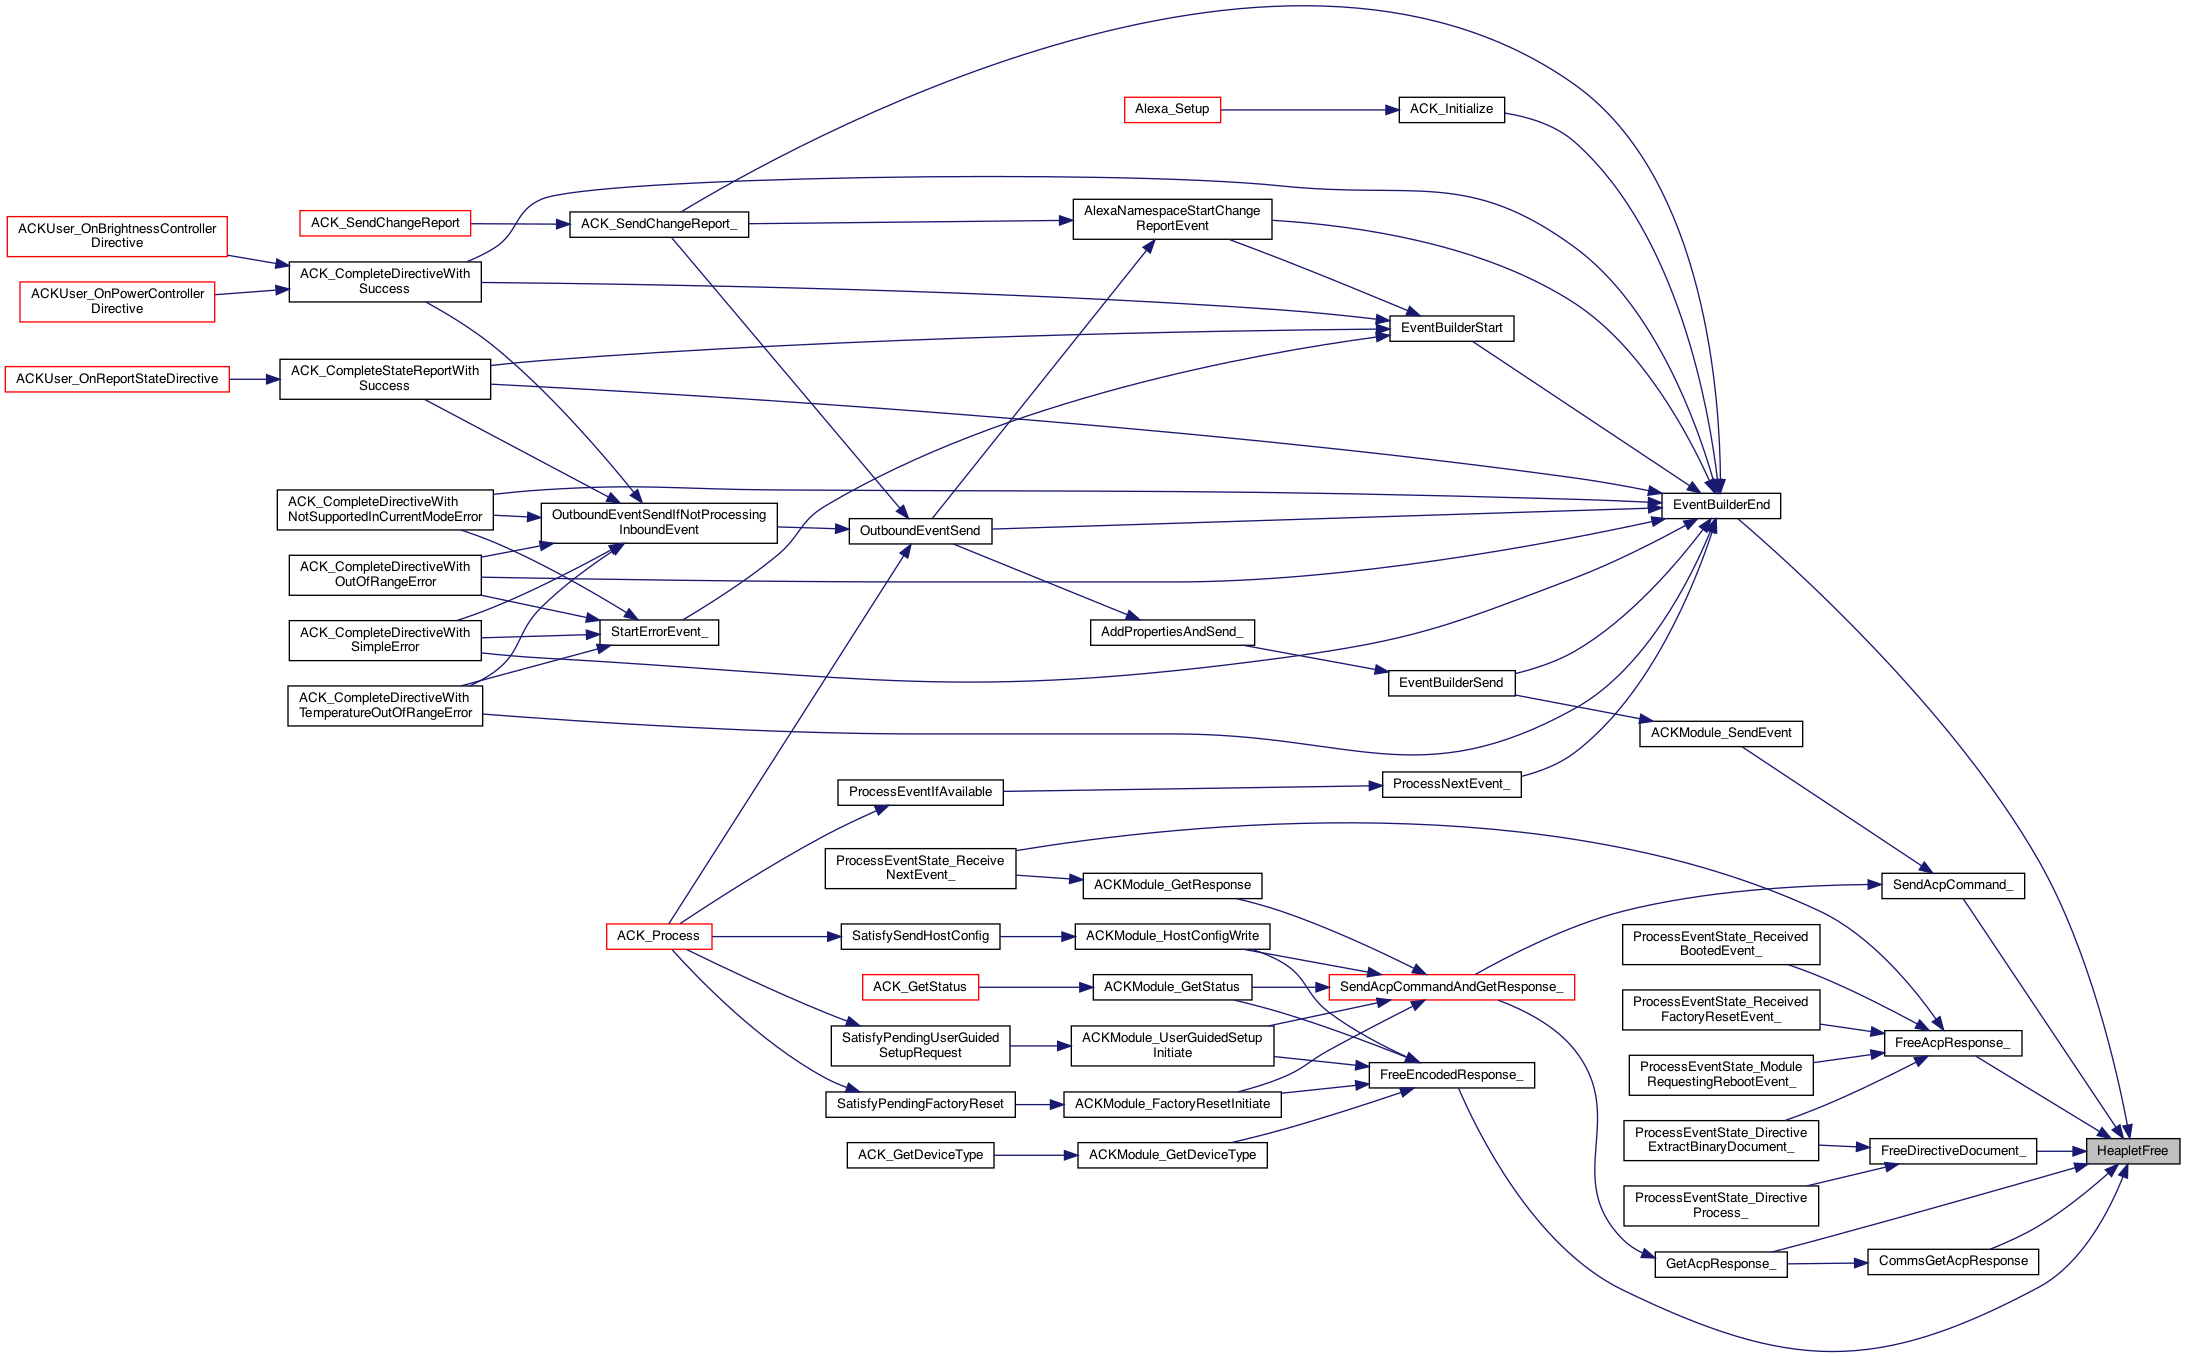 Alexa_Setup
ACK_Initialize
ACKUser_OnBrightnessController
Directive
ACK_SendChangeReport
ACK_SendChangeReport_
AlexaNamespaceStartChange
ReportEvent
ACK_CompleteDirectiveWith
Success
ACKUser_OnPowerController
Directive
EventBuilderStart
ACKUser_OnReportStateDirective
ACK_CompleteStateReportWith
Success
ACK_CompleteDirectiveWith
NotSupportedInCurrentModeError
OutboundEventSendIfNotProcessing
InboundEvent
OutboundEventSend
EventBuilderEnd
ACK_CompleteDirectiveWith
OutOfRangeError
ACK_CompleteDirectiveWith
SimpleError
StartErrorEvent_
AddPropertiesAndSend_
EventBuilderSend
ACK_CompleteDirectiveWith
TemperatureOutOfRangeError
ACKModule_SendEvent
ProcessEventIfAvailable
ProcessNextEvent_
ProcessEventState_Receive
NextEvent_
ACKModule_GetResponse
SendAcpCommand_
ACK_Process
SatisfySendHostConfig
ACKModule_HostConfigWrite
ProcessEventState_Received
BootedEvent_
ACK_GetStatus
ACKModule_GetStatus
SendAcpCommandAndGetResponse_
ProcessEventState_Received
FactoryResetEvent_
SatisfyPendingUserGuided
SetupRequest
ACKModule_UserGuidedSetup
Initiate
FreeAcpResponse_
FreeEncodedResponse_
ProcessEventState_Module
RequestingRebootEvent_
SatisfyPendingFactoryReset
ACKModule_FactoryResetInitiate
ProcessEventState_Directive
ExtractBinaryDocument_
FreeDirectiveDocument_
HeapletFree
ACK_GetDeviceType
ACKModule_GetDeviceType
ProcessEventState_Directive
Process_
GetAcpResponse_
CommsGetAcpResponse